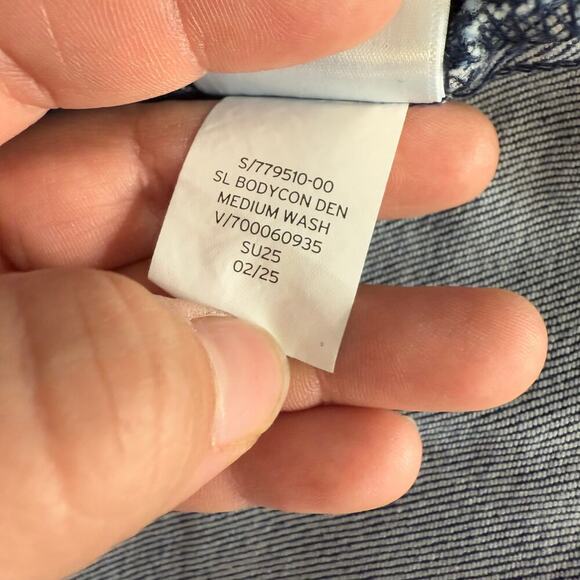 S/779510-00
SL BODYCON DEN
MEDIUM WASH
V/700060935
SU25
02/25